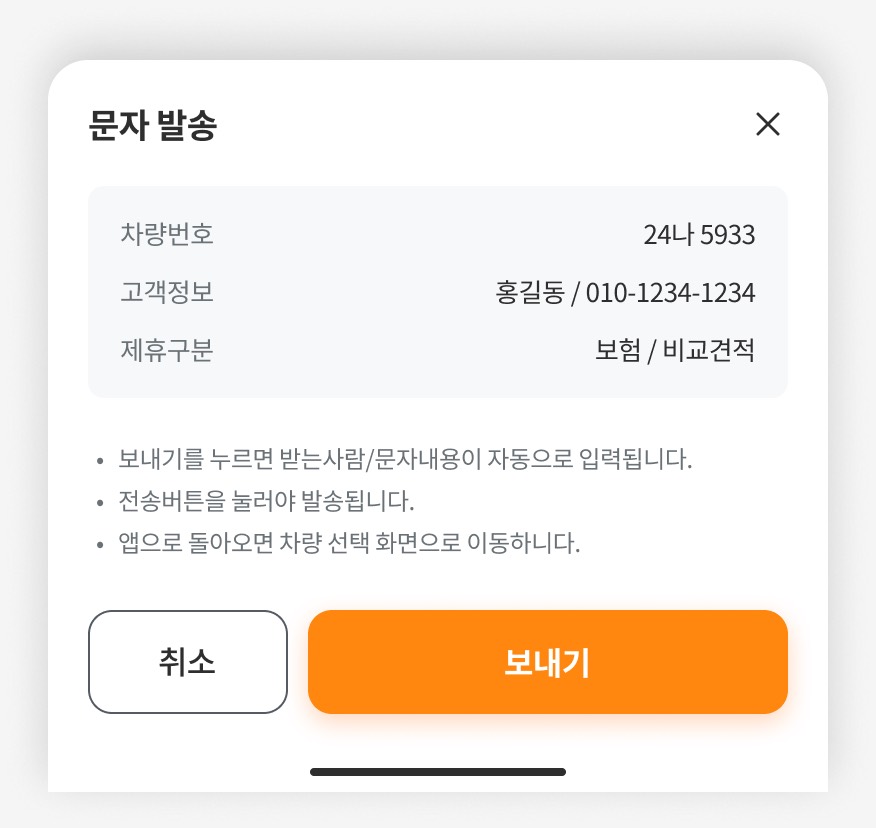 문자 발송
차량번호 24나 5933
고객정보 홍길동 / 010-1234-1234
제휴구분 보험 / 비교견적
• 보내기를 누르면 받는사람/문자내용이 자동으로 입력됩니다.
• 전송버튼을 눌러야 발송됩니다.
• 앱으로 돌아오면 차량 선택 화면으로 이동하니다.
취소 보내기